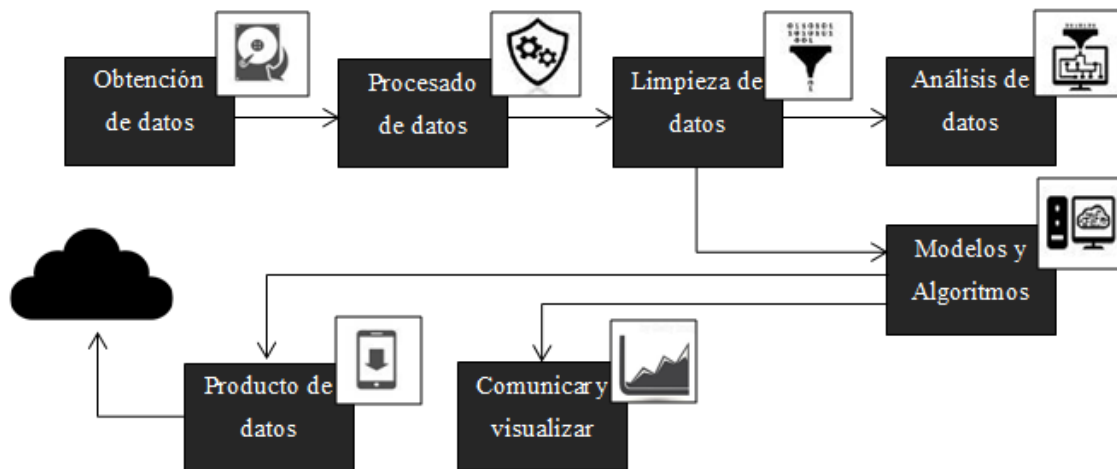 Obtención
de datos
Procesado
de datos
Limpieza de
datos
Análisis de
datos
Modelos y
Algoritmos
Producto de
datos
Comunicar y
visualizar